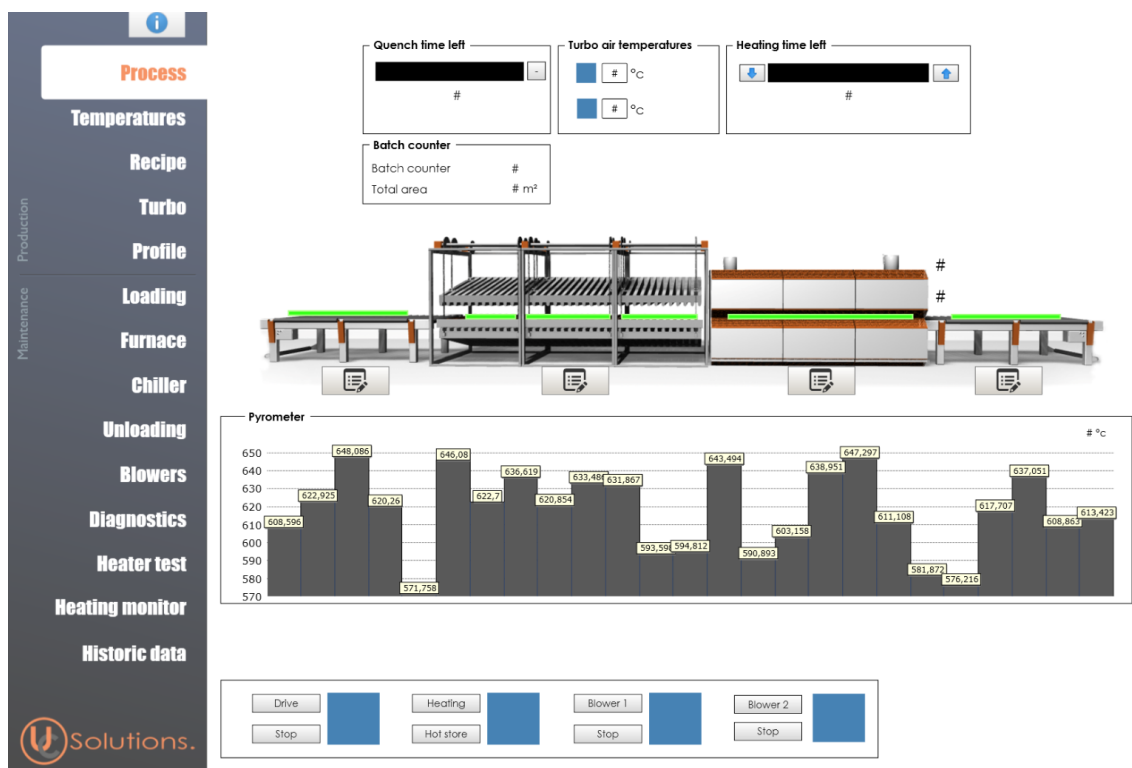 i
Process
Temperatures
Recipe
Turbo
Profile
Loading
Furnace
Chiller
Unloading
Blowers
Diagnostics
Heater test
Heating monitor
Historic data
Production
Maintenance
UC Solutions.
Quench time left
-
#
Turbo air temperatures
# °c
# °c
Heating time left
#
Batch counter
Batch counter #
Total area # m²
#
#
Pyrometer
# °c
650
640
630
620
610
600
590
580
570
608,596
622,925
648,086
620,26
571,758
646,08
622,7
636,619
620,854
633,486
631,867
593,598
594,812
643,494
590,893
603,158
638,951
647,297
611,108
581,872
576,216
617,707
637,051
608,863
613,423
Drive
Stop
Heating
Hot store
Blower 1
Stop
Blower 2
Stop